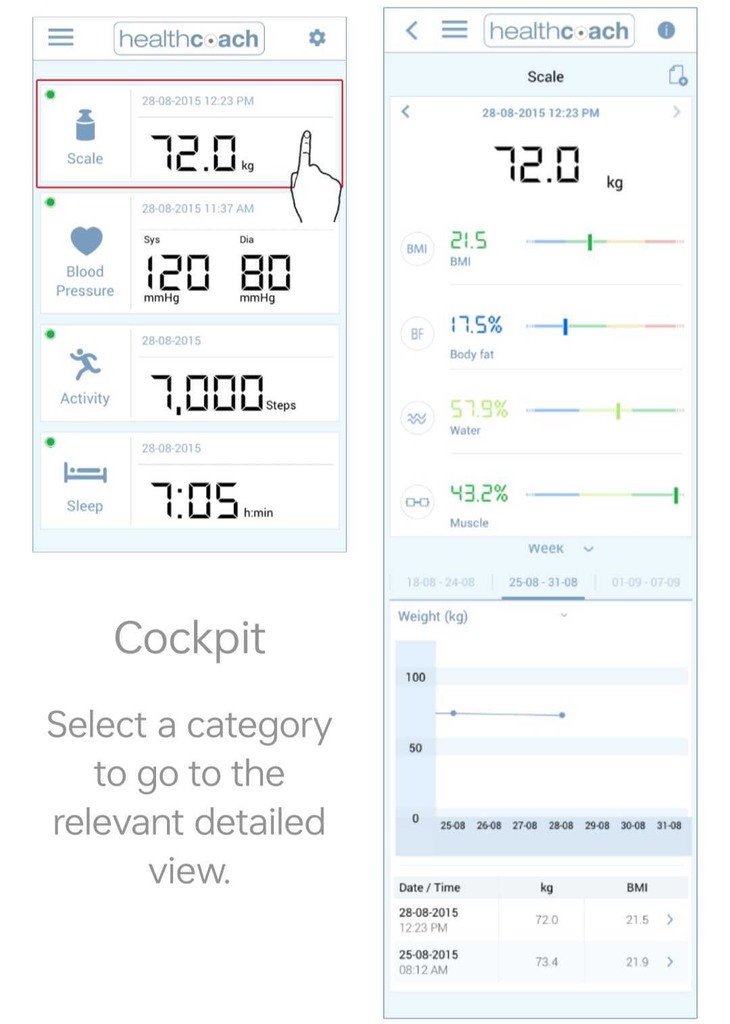 healthcoach
28-08-2015 12:23 PM
Scale
72.0 kg
28-08-2015 11:37 AM
Sys Dia
Blood
Pressure
120 80
mmHg mmHg
28-08-2015
Activity
7,000 Steps
28-08-2015
Sleep
7:05 h:min
Cockpit
Select a category
to go to the
relevant detailed
view.
healthcoach
Scale
28-08-2015 12:23 PM
72.0 kg
BMI 21.5
BMI
BF 17.5%
Body fat
57.9%
Water
43.2%
Muscle
Week
18-08 - 24-08 25-08 - 31-08 01-09 - 07-09
Weight (kg)
100
50
0
25-08 26-08 27-08 28-08 29-08 30-08 31-08
Date / Time kg BMI
28-08-2015
12:23 PM 72.0 21.5
25-08-2015
08:12 AM 73.4 21.9